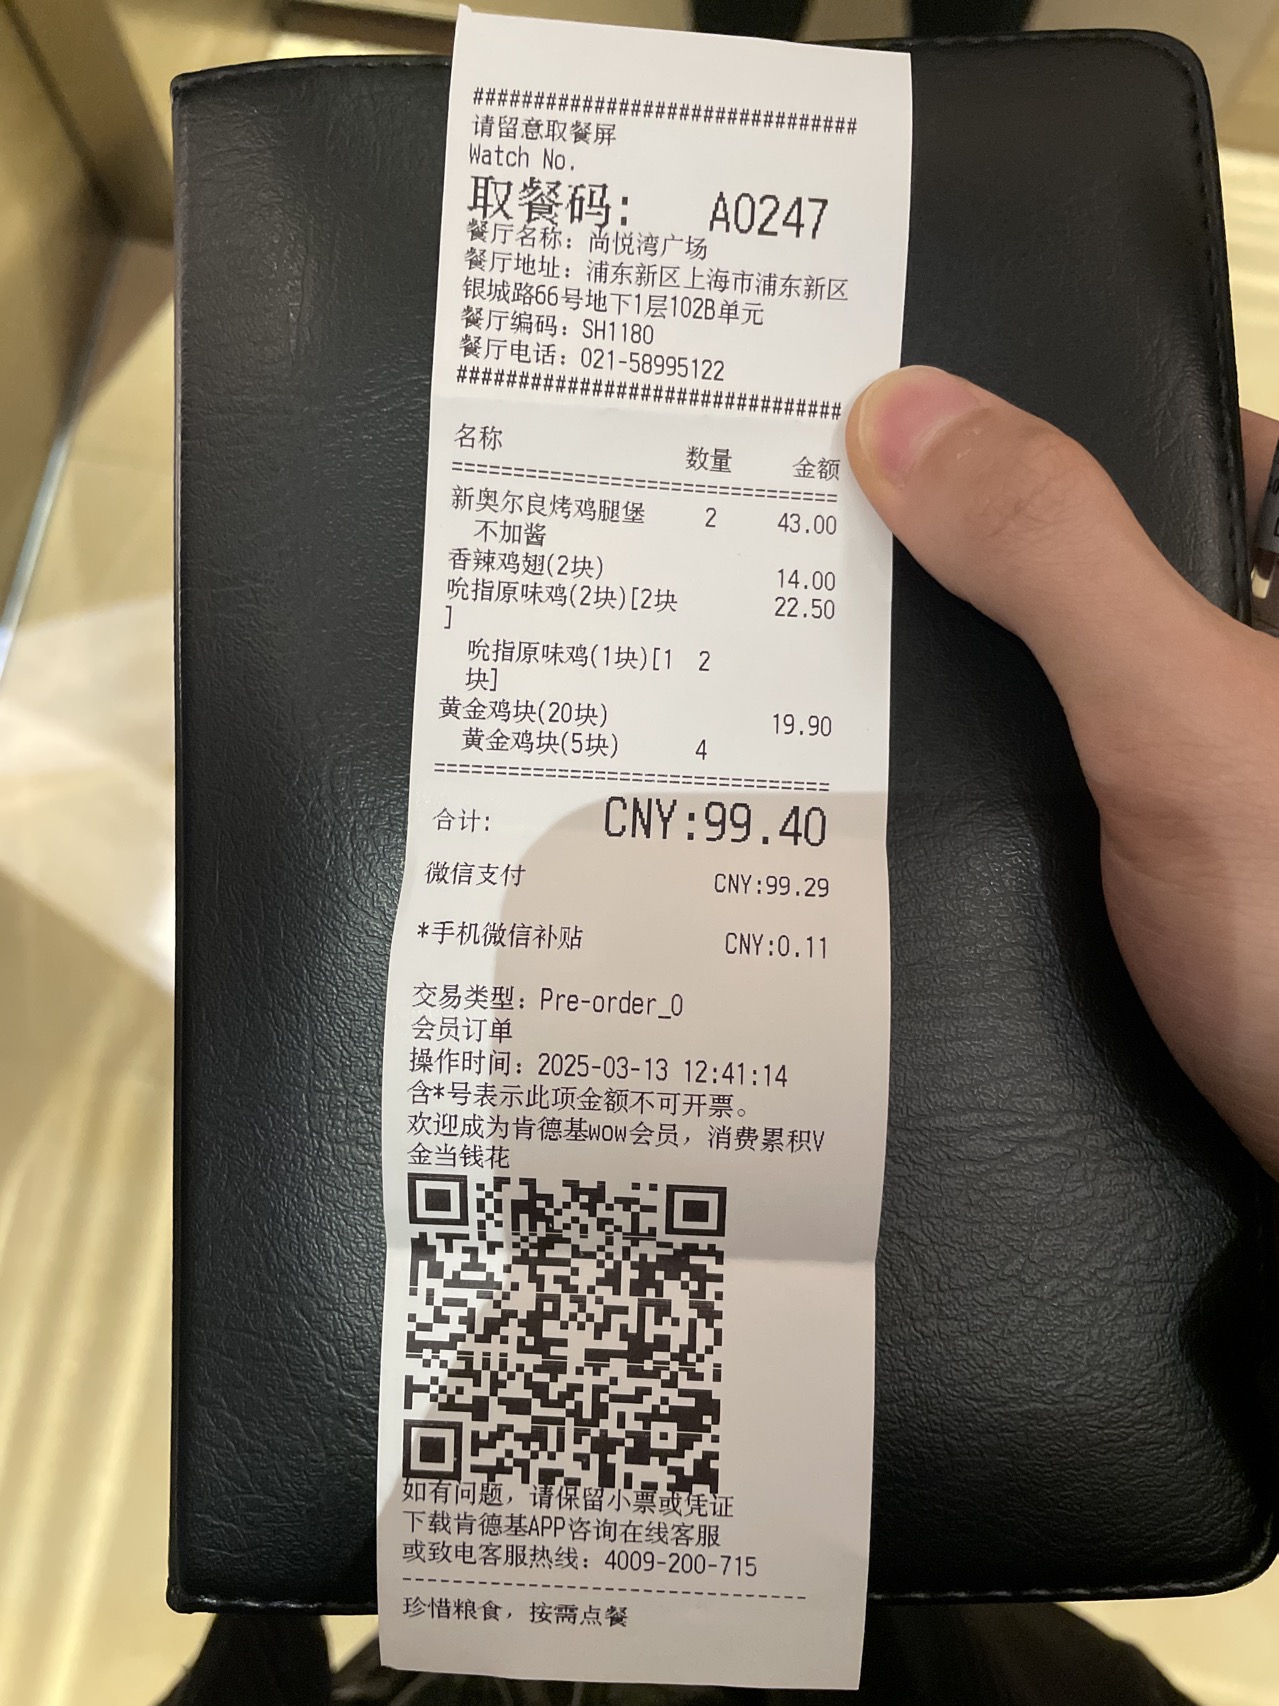 ################################
请留意取餐屏
Watch No.
取餐码: A0247
餐厅名称: 尚悦湾广场
餐厅地址: 浦东新区上海市浦东新区
银城路66号地下1层102B单元
餐厅编码: SH1180
餐厅电话: 021-58995122
################################
名称 数量 金额
================================
新奥尔良烤鸡腿堡 2 43.00
不加酱
香辣鸡翅(2块) 14.00
吮指原味鸡(2块)[2块 22.50
]
吮指原味鸡(1块)[1 2
块]
黄金鸡块(20块) 19.90
黄金鸡块(5块) 4
================================
合计: CNY:99.40
微信支付 CNY:99.29
*手机微信补贴 CNY:0.11
交易类型: Pre-order_0
会员订单
操作时间: 2025-03-13 12:41:14
含*号表示此项金额不可开票。
欢迎成为肯德基wow会员, 消费累积V
金当钱花
如有问题, 请保留小票或凭证
下载肯德基APP咨询在线客服
或致电客服热线: 4009-200-715
--------------------------------
珍惜粮食, 按需点餐